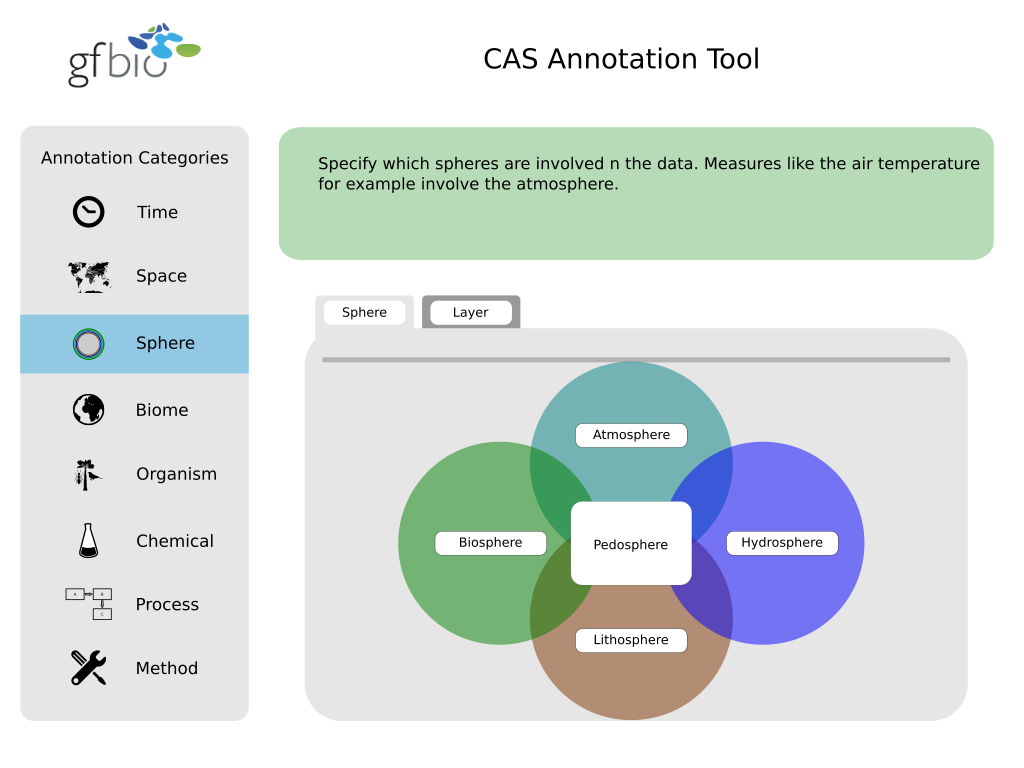 gfbio
CAS Annotation Tool
Annotation Categories
Time
Space
Sphere
Biome
Organism
Chemical
A
B
C
Process
Method
Specify which spheres are involved n the data. Measures like the air temperature
for example involve the atmosphere.
Sphere
Layer
Atmosphere
Biosphere
Pedosphere
Hydrosphere
Lithosphere